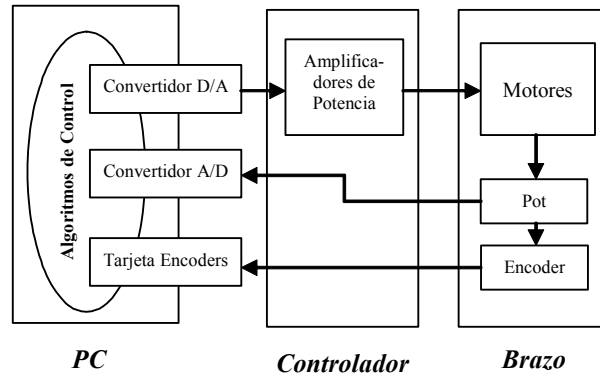 Algoritmos de Control
Convertidor D/A
Convertidor A/D
Tarjeta Encoders
Amplifica-
dores de
Potencia
Motores
Pot
Encoder
PC
Controlador
Brazo